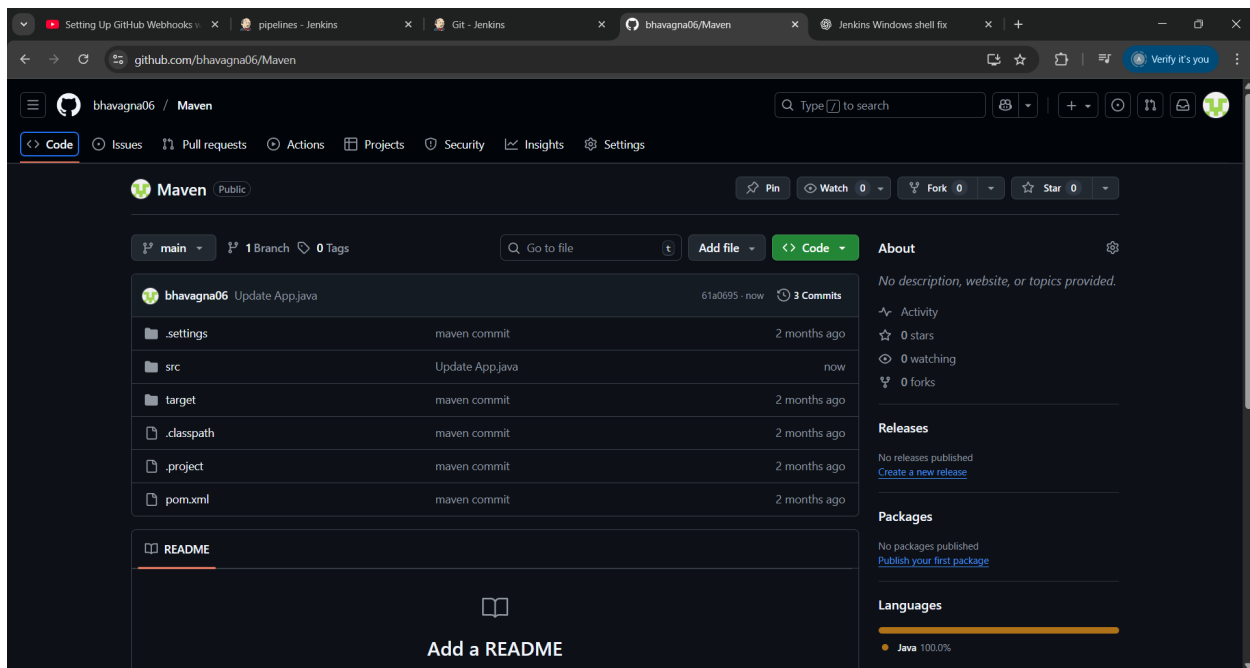 Setting Up GitHub Webhooks w
pipelines - Jenkins
Git - Jenkins
bhavagna06/Maven
Jenkins Windows shell fix
github.com/bhavagna06/Maven
Verify it's you
bhavagna06 / Maven
Type / to search
<> Code
Issues
Pull requests
Actions
Projects
Security
Insights
Settings
Maven Public
Pin
Watch 0
Fork 0
Star 0
main
1 Branch
0 Tags
Go to file t
Add file
<> Code
bhavagna06 Update App.java 61a0695 · now 3 Commits
.settings maven commit 2 months ago
src Update App.java now
target maven commit 2 months ago
.classpath maven commit 2 months ago
.project maven commit 2 months ago
pom.xml maven commit 2 months ago
README
Add a README
About
No description, website, or topics provided.
Activity
0 stars
0 watching
0 forks
Releases
No releases published
Create a new release
Packages
No packages published
Publish your first package
Languages
Java 100.0%